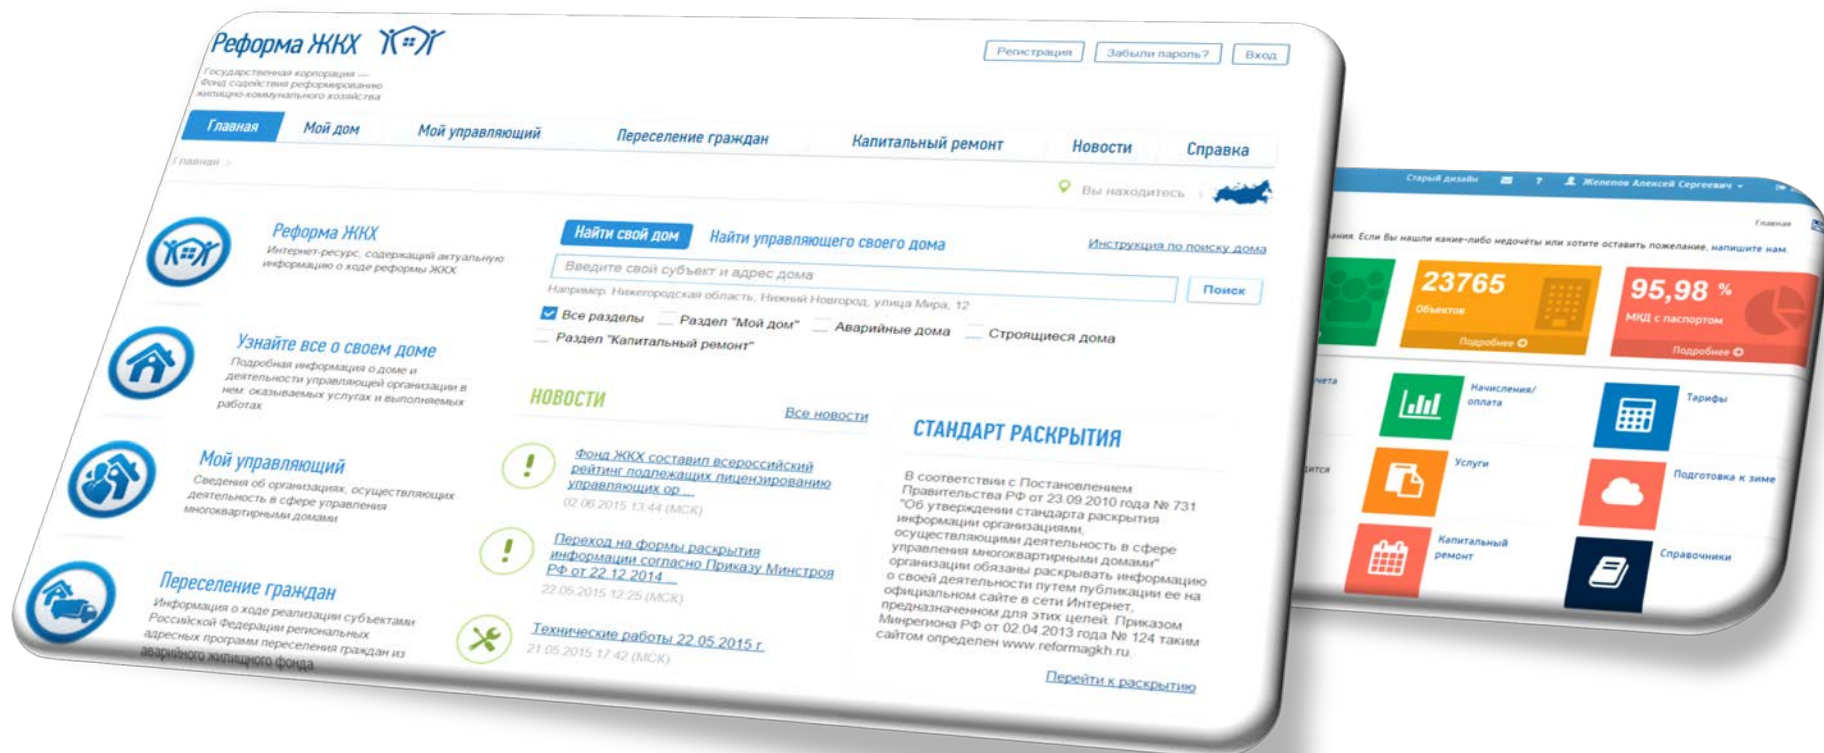 Реформа ЖКХ
Государственная корпорация —
Фонд содействия реформированию
жилищно-коммунального хозяйства
Регистрация
Забыли пароль?
Вход
Главная
Мой дом
Мой управляющий
Переселение граждан
Капитальный ремонт
Новости
Справка
Главная >
Вы находитесь
Реформа ЖКХ
Интернет-ресурс, содержащий актуальную
информацию о ходе реформы ЖКХ
Узнайте все о своем доме
Подробная информация о доме и
деятельности управляющей организации в
нем: оказываемых услугах и выполняемых
работах
Мой управляющий
Сведения об организациях, осуществляющих
деятельность в сфере управления
многоквартирными домами
Переселение граждан
Информация о ходе реализации субъектами
Российской Федерации региональных
адресных программ переселения граждан из
аварийного жилищного фонда
Найти свой дом
Найти управляющего своего дома
Инструкция по поиску дома
Введите свой субъект и адрес дома
Поиск
Например: Нижегородская область, Нижний Новгород, улица Мира, 12
Все разделы
Раздел "Мой дом"
Аварийные дома
Строящиеся дома
Раздел "Капитальный ремонт"
НОВОСТИ
Все новости
Фонд ЖКХ составил всероссийский
рейтинг подлежащих лицензированию
управляющих ор ...
02.06.2015 13:44 (МСК)
Переход на формы раскрытия
информации согласно Приказу Минстроя
РФ от 22.12.2014 ...
22.05.2015 12:25 (МСК)
Технические работы 22.05.2015 г.
21.05.2015 17:42 (МСК)
СТАНДАРТ РАСКРЫТИЯ
В соответствии с Постановлением
Правительства РФ от 23.09.2010 года № 731
"Об утверждении стандарта раскрытия
информации организациями,
осуществляющими деятельность в сфере
управления многоквартирными домами"
организации обязаны раскрывать информацию
о своей деятельности путем публикации ее на
официальном сайте в сети Интернет,
предназначенном для этих целей. Приказом
Минрегиона РФ от 02.04.2013 года № 124 таким
сайтом определен www.reformagkh.ru.
Перейти к раскрытию
Старый дизайн
?
Желепов Алексей Сергеевич
Главная
Если Вы нашли какие-либо недочёты или хотите оставить пожелание, напишите нам.
23765
Объектов
Подробнее
95,98 %
МКД с паспортом
Подробнее
Начисления/
оплата
Тарифы
Услуги
Подготовка к зиме
Капитальный
ремонт
Справочники